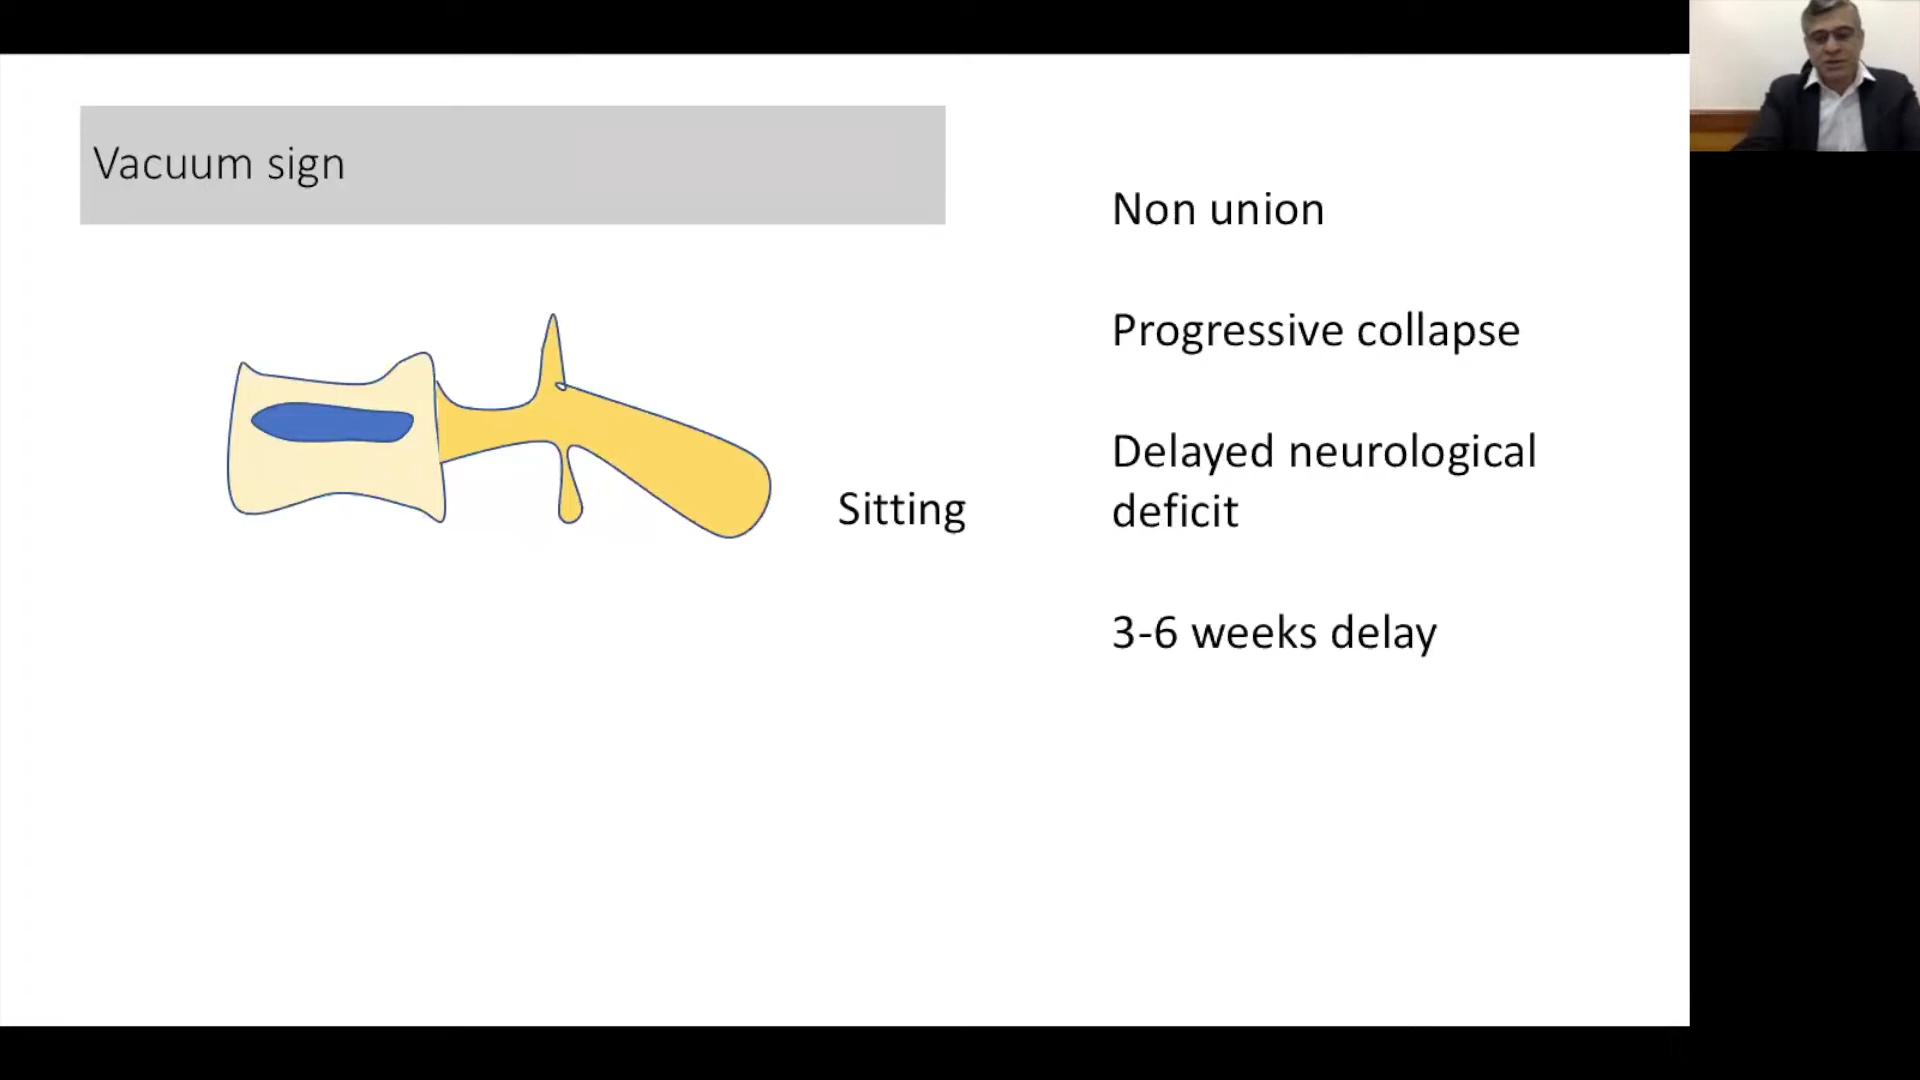 Vacuum sign
Sitting
Non union
Progressive collapse
Delayed neurological
deficit
3-6 weeks delay